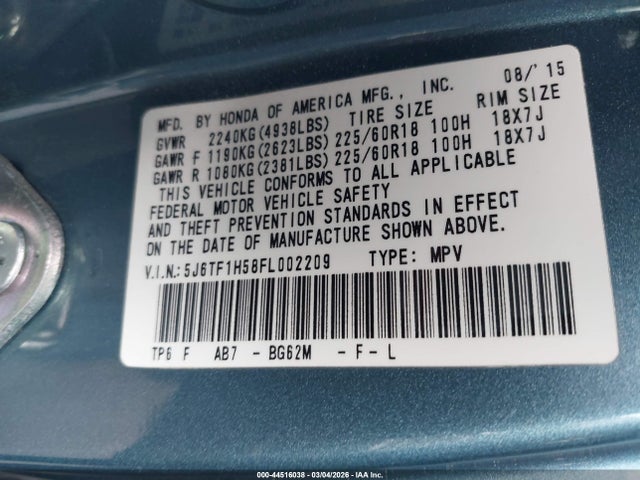 MFD. BY HONDA OF AMERICA MFG., INC. 08/'15
GVWR 2240KG(4938LBS) TIRE SIZE RIM SIZE
GAWR F 1190KG(2623LBS) 225/60R18 100H 18X7J
GAWR R 1080KG(2381LBS) 225/60R18 100H 18X7J
THIS VEHICLE CONFORMS TO ALL APPLICABLE
FEDERAL MOTOR VEHICLE SAFETY
AND THEFT PREVENTION STANDARDS IN EFFECT
ON THE DATE OF MANUFACTURE SHOWN ABOVE.
V.I.N.:5J6TF1H58FL002209 TYPE: MPV
TP6 F AB7 - BG62M - F - L
000-44516038 - 03/04/2026 - IAA Inc.